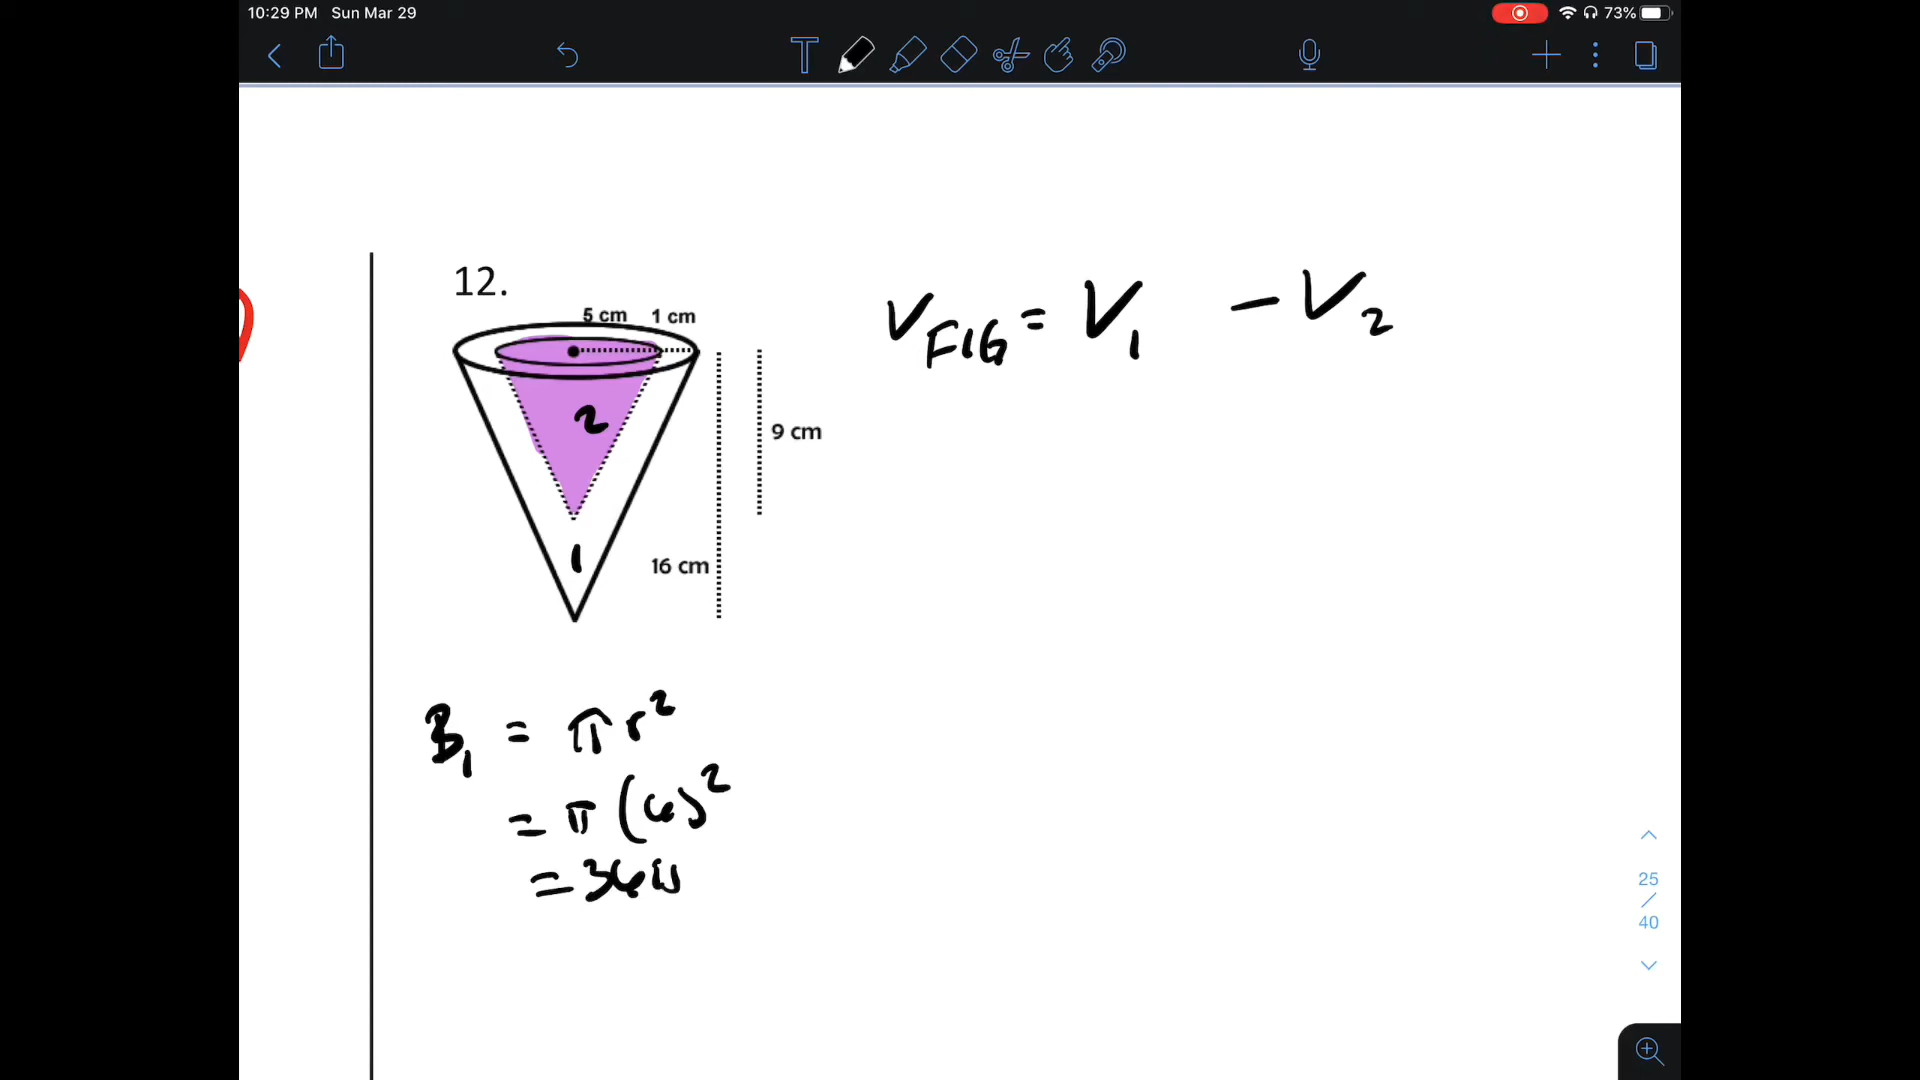 10:29 PM Sun Mar 29
73%
12.
5 cm 1 cm
V_FIG = V₁ - V₂
2
9 cm
1
16 cm
B₁ = πr²
= π(6)²
= 36π
25
/
40